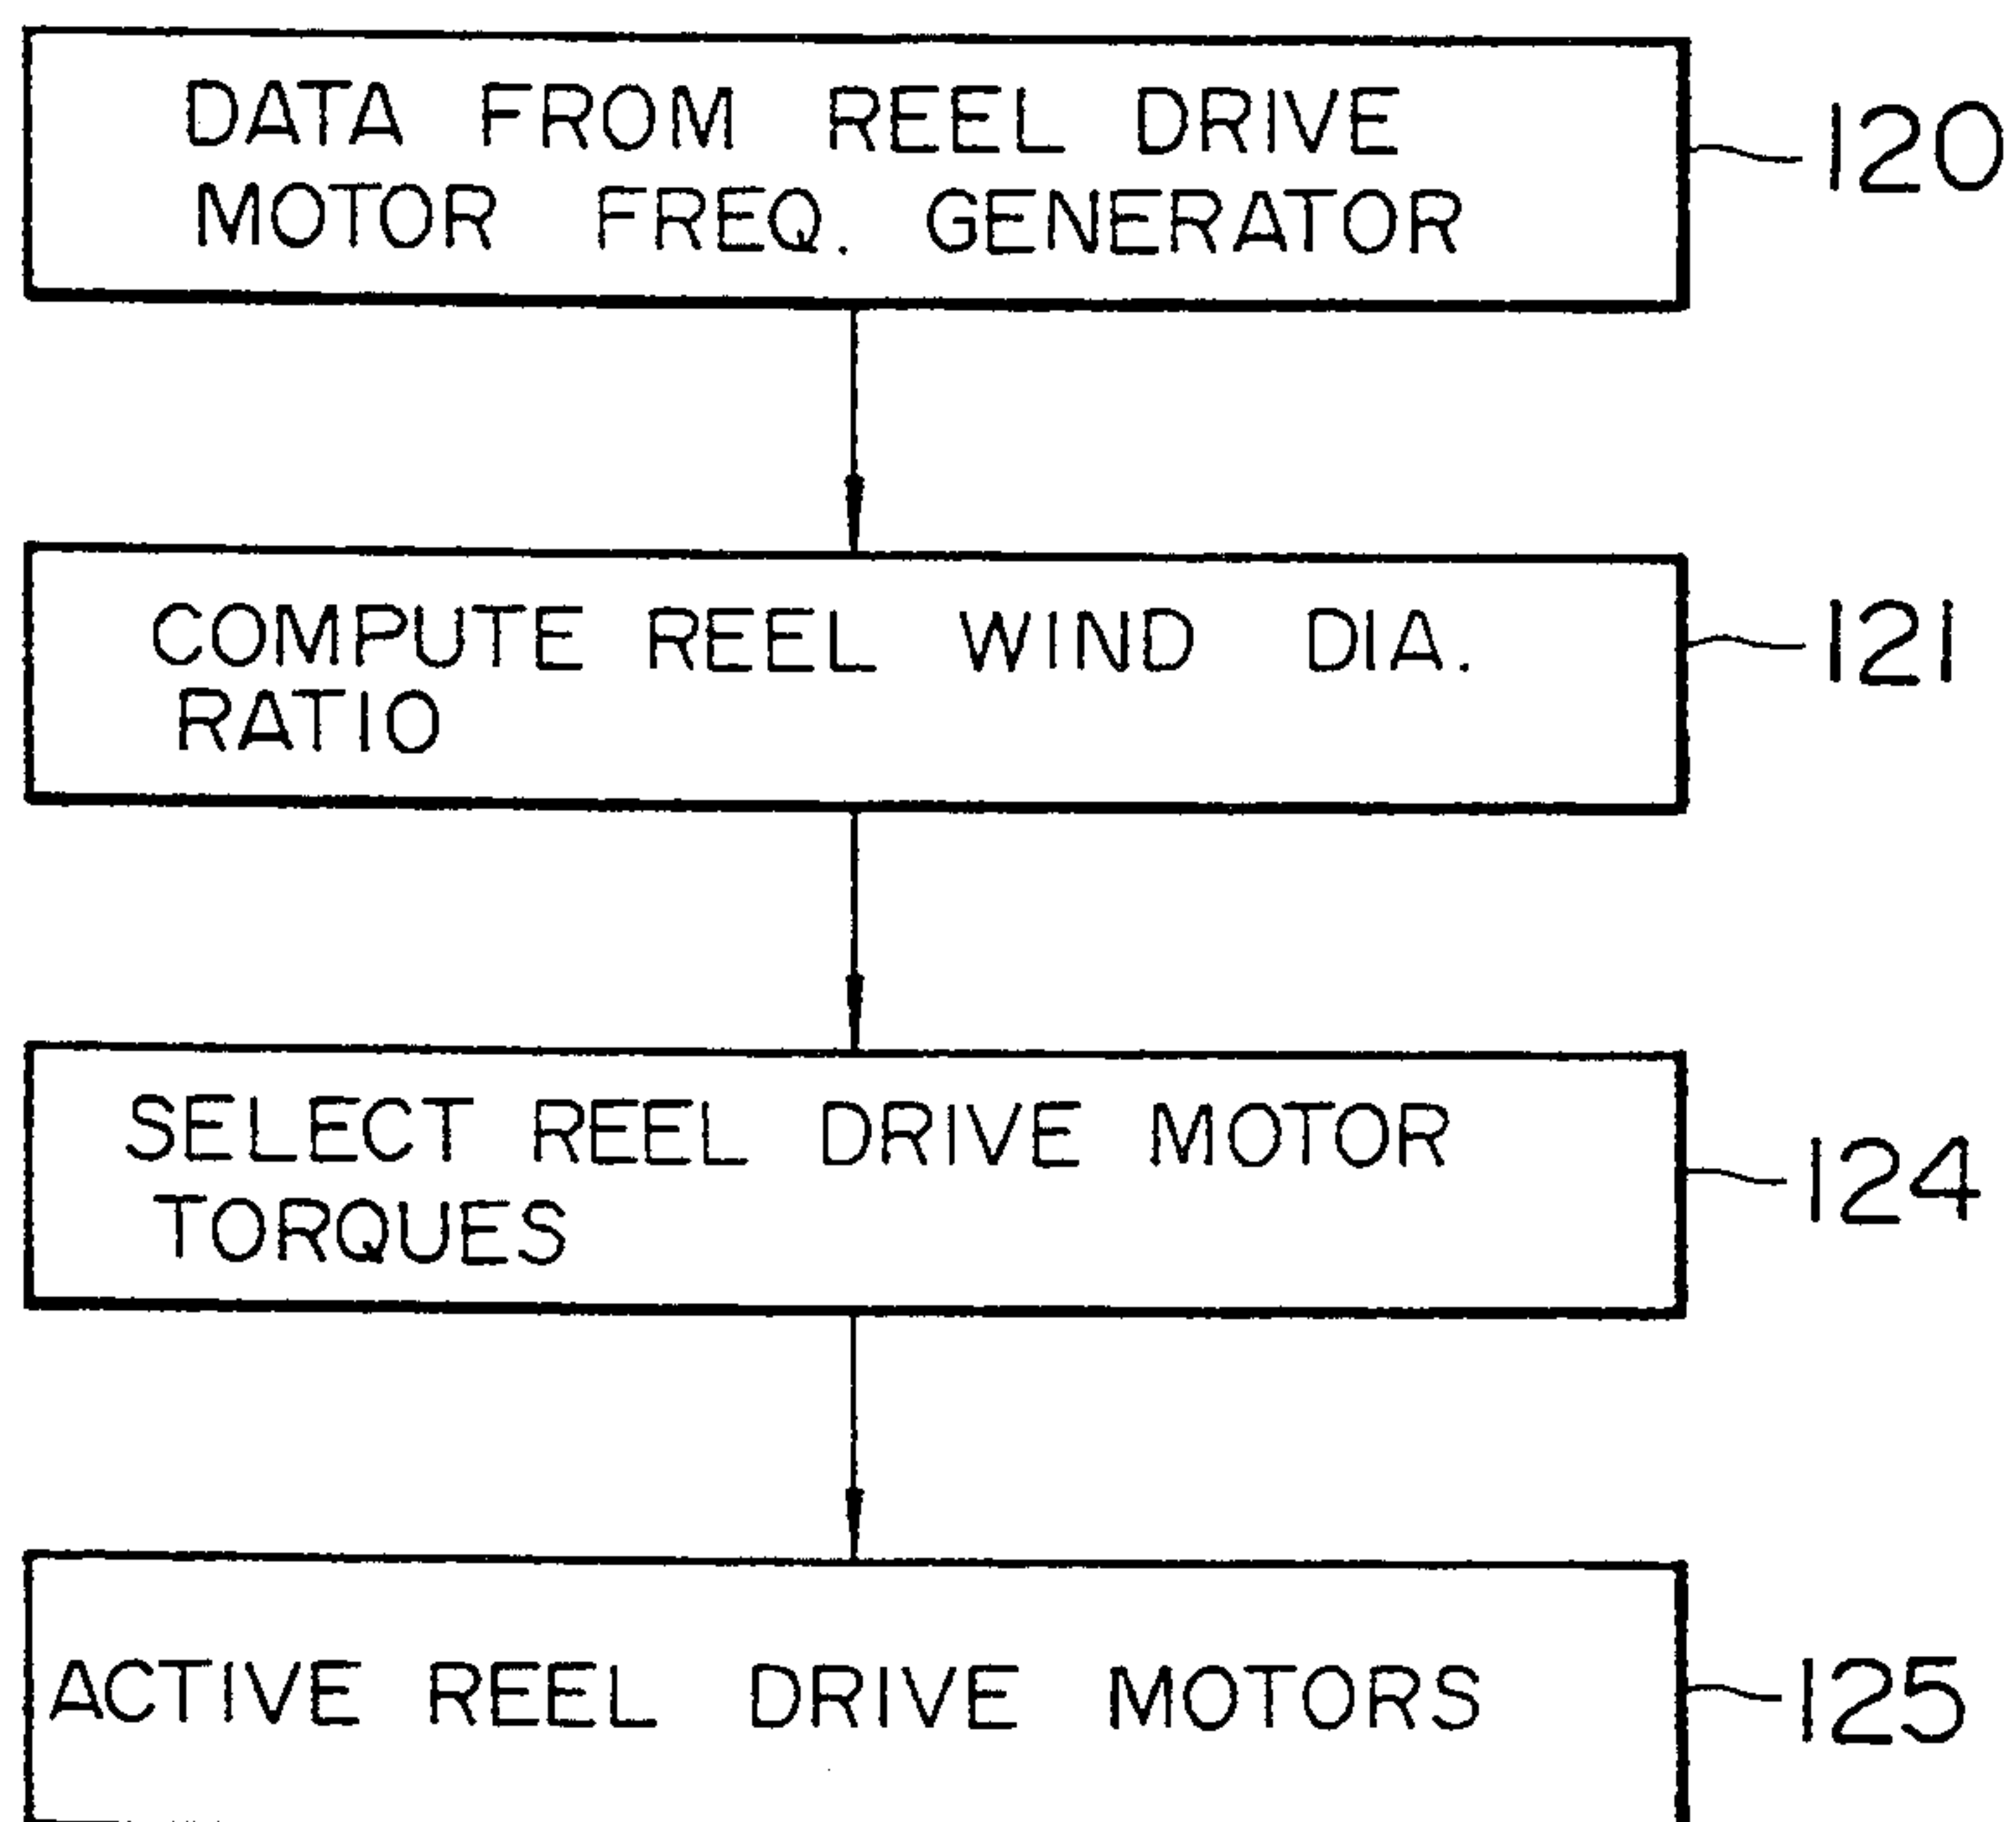 DATA FROM REEL DRIVE
MOTOR FREQ. GENERATOR
120
COMPUTE REEL WIND DIA.
RATIO
121
SELECT REEL DRIVE MOTOR
TORQUES
124
ACTIVE REEL DRIVE MOTORS
125